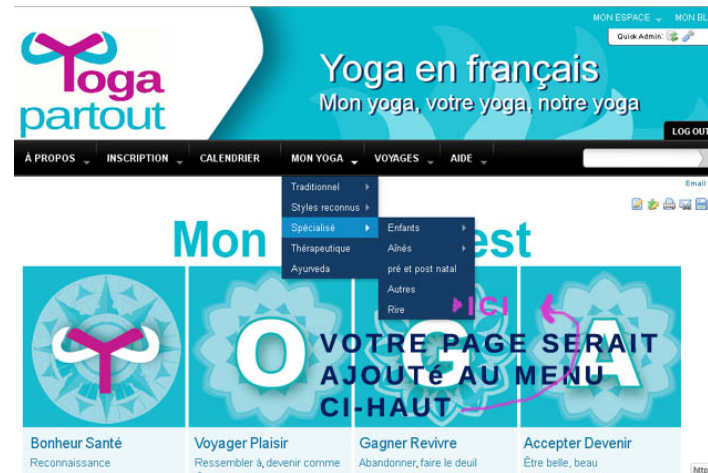 MON ESPACE MON BL
Quick Admin:
Yoga
partout
Yoga en français
Mon yoga, votre yoga, notre yoga
LOG OUT
À PROPOS INSCRIPTION CALENDRIER MON YOGA VOYAGES AIDE
Email
Traditionnel
Styles reconnus
Spécialisé
Thérapeutique
Ayurveda
Enfants
Aînés
pré et post natal
Autres
Rire
Mon est
ICI
Y O G A
VOTRE PAGE SERAIT
AJOUTé AU MENU
CI-HAUT
Bonheur Santé
Reconnaissance
Voyager Plaisir
Ressembler à, devenir comme
Gagner Revivre
Abandonner, faire le deuil
Accepter Devenir
Être belle, beau
http